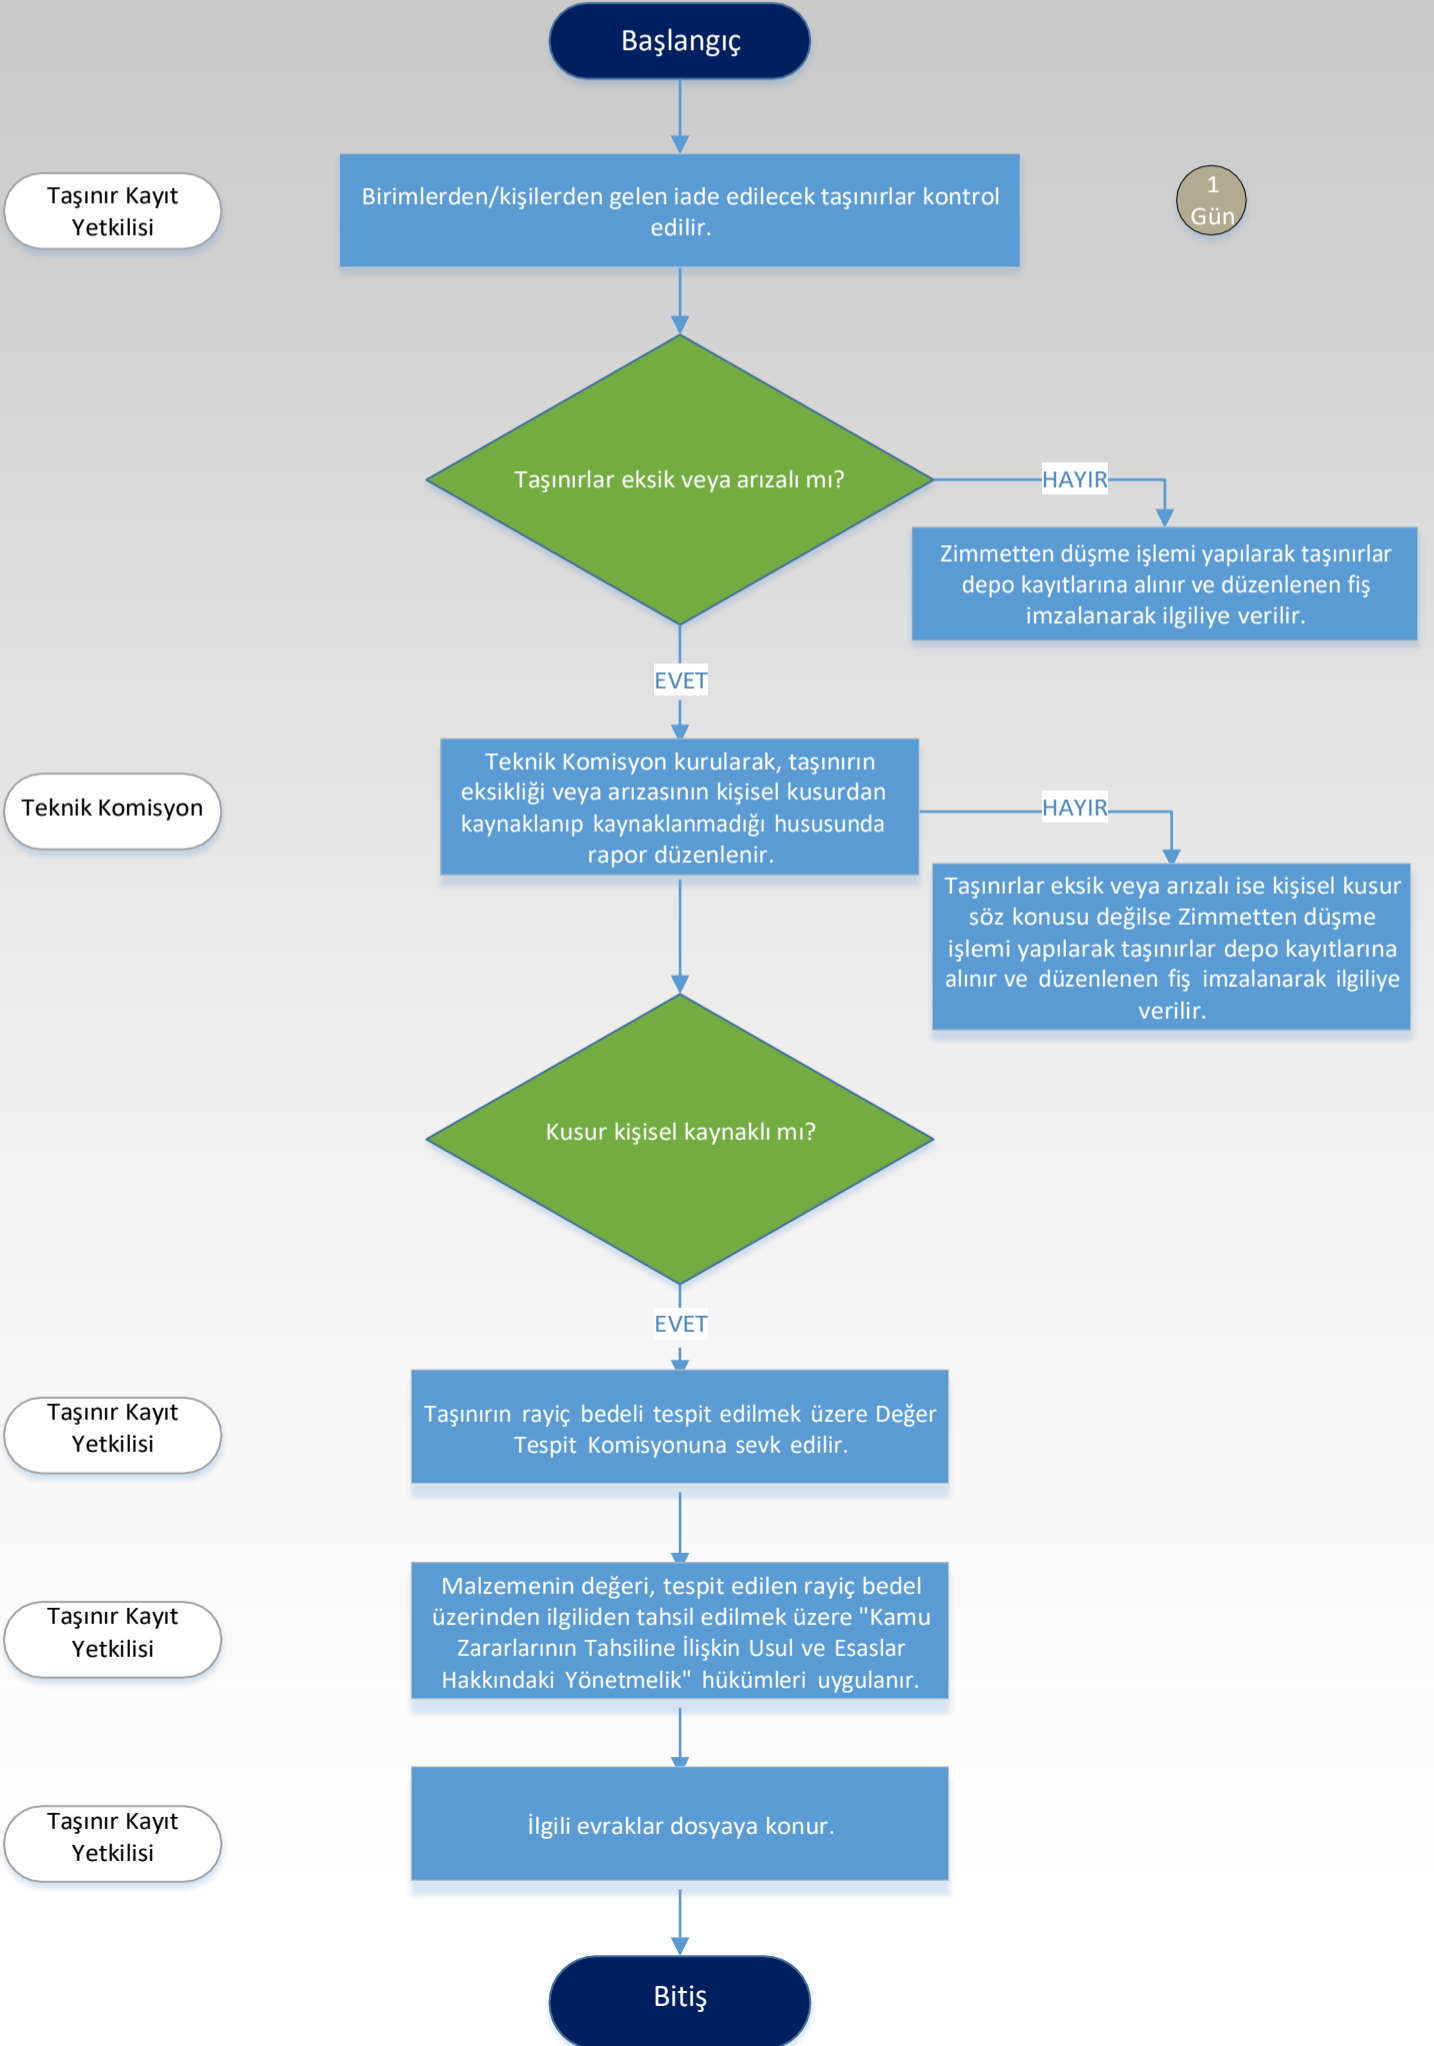 Başlangıç
Taşınır Kayıt
Yetkilisi
Birimlerden/kişilerden gelen iade edilecek taşınırlar kontrol
edilir.
1
Gün
Taşınırlar eksik veya arızalı mı?
HAYIR
Zimmetten düşme işlemi yapılarak taşınırlar
depo kayıtlarına alınır ve düzenlenen fiş
imzalanarak ilgiliye verilir.
EVET
Teknik Komisyon
Teknik Komisyon kurularak, taşınırın
eksikliği veya arızasının kişisel kusurdan
kaynaklanıp kaynaklanmadığı hususunda
rapor düzenlenir.
HAYIR
Taşınırlar eksik veya arızalı ise kişisel kusur
söz konusu değilse Zimmetten düşme
işlemi yapılarak taşınırlar depo kayıtlarına
alınır ve düzenlenen fiş imzalanarak ilgiliye
verilir.
Kusur kişisel kaynaklı mı?
EVET
Taşınır Kayıt
Yetkilisi
Taşınırın rayiç bedeli tespit edilmek üzere Değer
Tespit Komisyonuna sevk edilir.
Taşınır Kayıt
Yetkilisi
Malzemenin değeri, tespit edilen rayiç bedel
üzerinden ilgiliden tahsil edilmek üzere "Kamu
Zararlarının Tahsiline İlişkin Usul ve Esaslar
Hakkındaki Yönetmelik" hükümleri uygulanır.
Taşınır Kayıt
Yetkilisi
İlgili evraklar dosyaya konur.
Bitiş